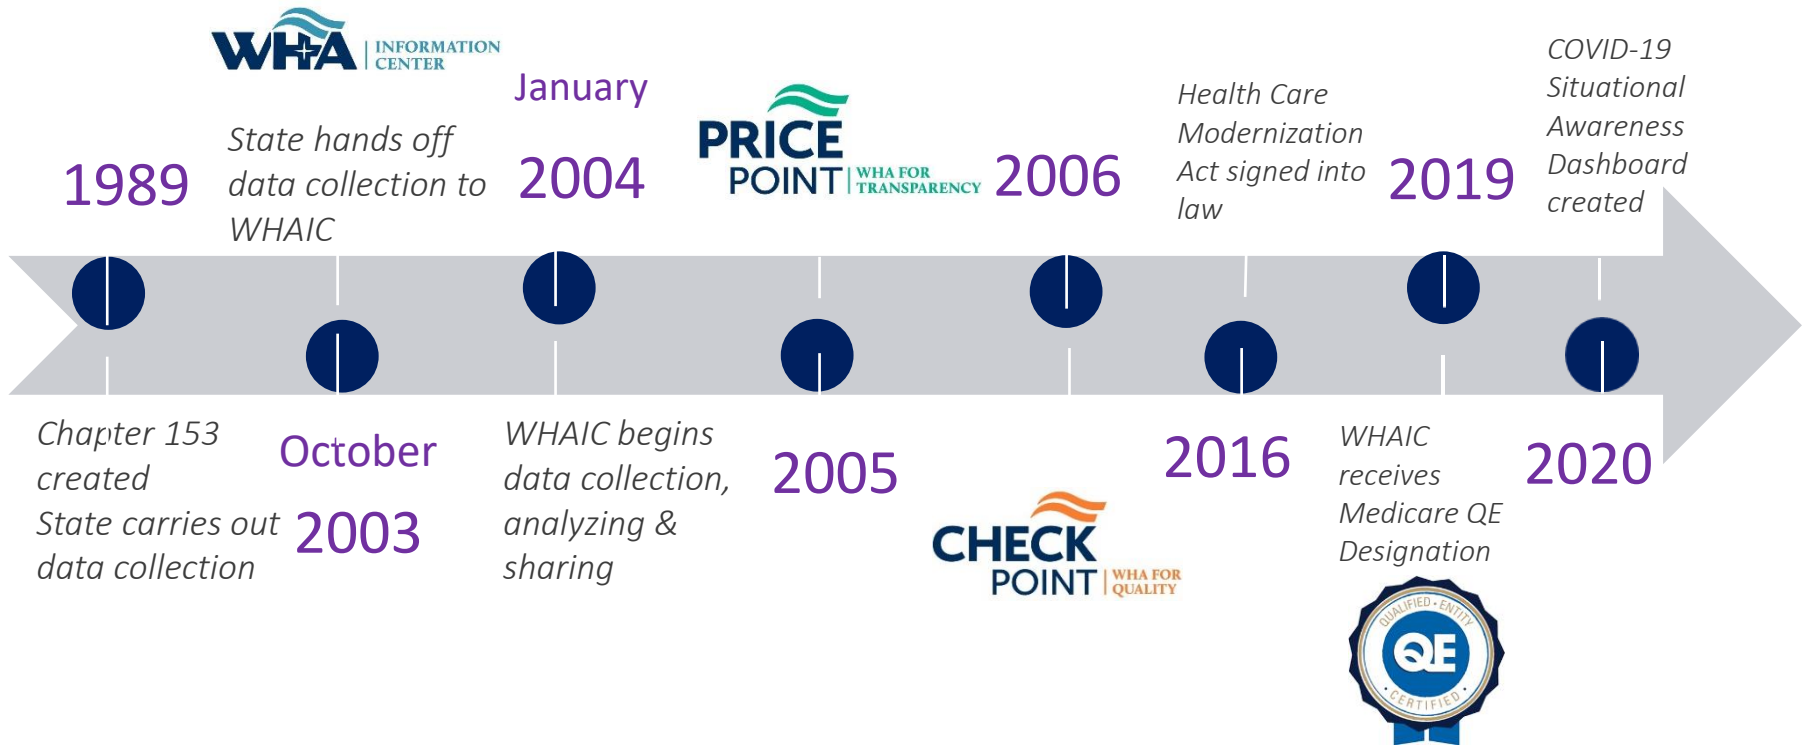 1989
Chapter 153
created
State carries out
data collection
WHA INFORMATION
CENTER
State hands off
data collection to
WHAIC
October
2003
January
2004
WHAIC begins
data collection,
analyzing &
sharing
PRICE
POINT WHA FOR
TRANSPARENCY
2005
2006
CHECK
POINT WHA FOR
QUALITY
Health Care
Modernization
Act signed into
law
2016
2019
WHAIC
receives
Medicare QE
Designation
QUALIFIED • ENTITY
QE
• CERTIFIED •
COVID-19
Situational
Awareness
Dashboard
created
2020